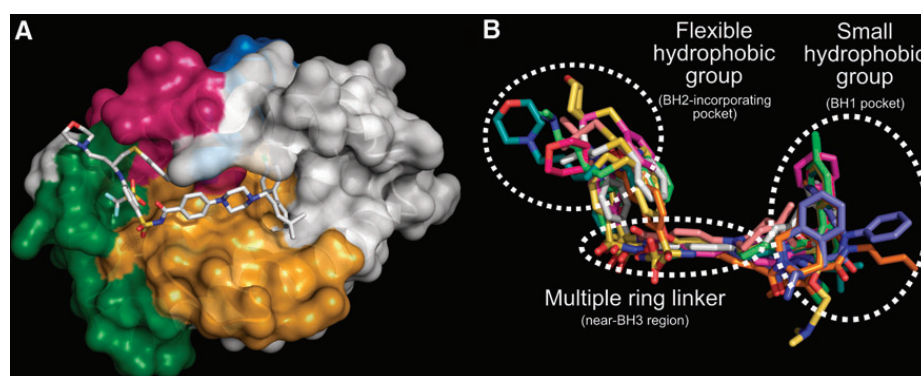 A
B
Flexible
hydrophobic
group
(BH2-incorporating
pocket)
Small
hydrophobic
group
(BH1 pocket)
Multiple ring linker
(near-BH3 region)